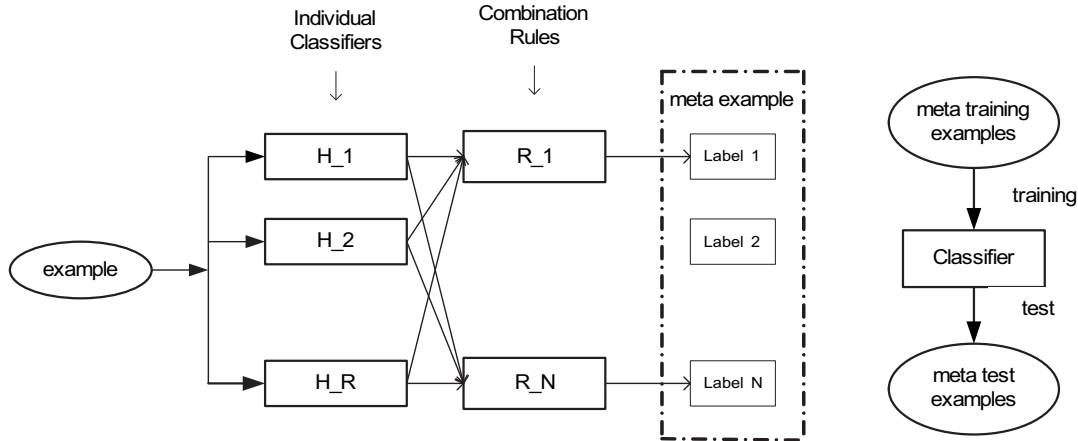 Individual
Classifiers
Combination
Rules
meta example
meta training
examples
H_1
R_1
Label 1
training
H_2
Label 2
example
Classifier
test
H_R
R_N
Label N
meta test
examples